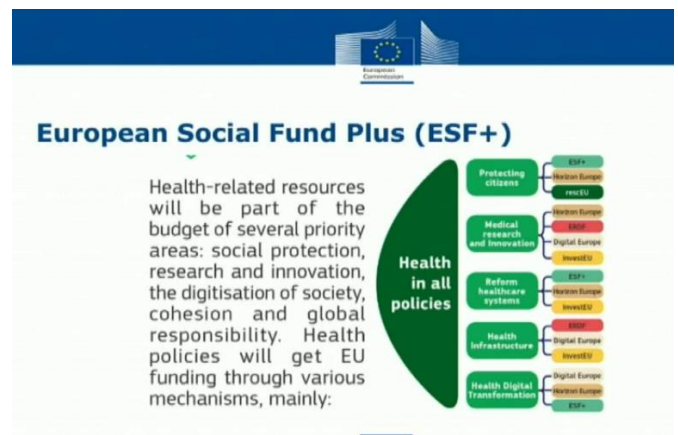 European
Commission
European Social Fund Plus (ESF+)
Health-related resources
will be part of the
budget of several priority
areas: social protection,
research and innovation,
the digitisation of society,
cohesion and global
responsibility. Health
policies will get EU
funding through various
mechanisms, mainly:
Health
in all
policies
Protecting
citizens
ESF+
Horizon Europe
rescEU
Medical
research
and Innovation
Horizon Europe
ERDF
Digital Europe
InvestEU
Reform
healthcare
systems
ESF+
Horizon Europe
InvestEU
Health
Infrastructure
ERDF
Digital Europe
InvestEU
Health Digital
Transformation
Digital Europe
Horizon Europe
ESF+